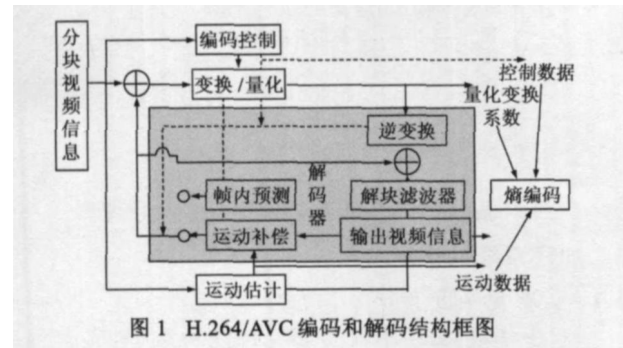 分块视频信息
编码控制
变换/量化
控制数据
量化变换
系数
逆变换
解码器
帧内预测
解块滤波器
熵编码
运动补偿
输出视频信息
运动估计
运动数据
图 1 H.264/AVC 编码和解码结构框图